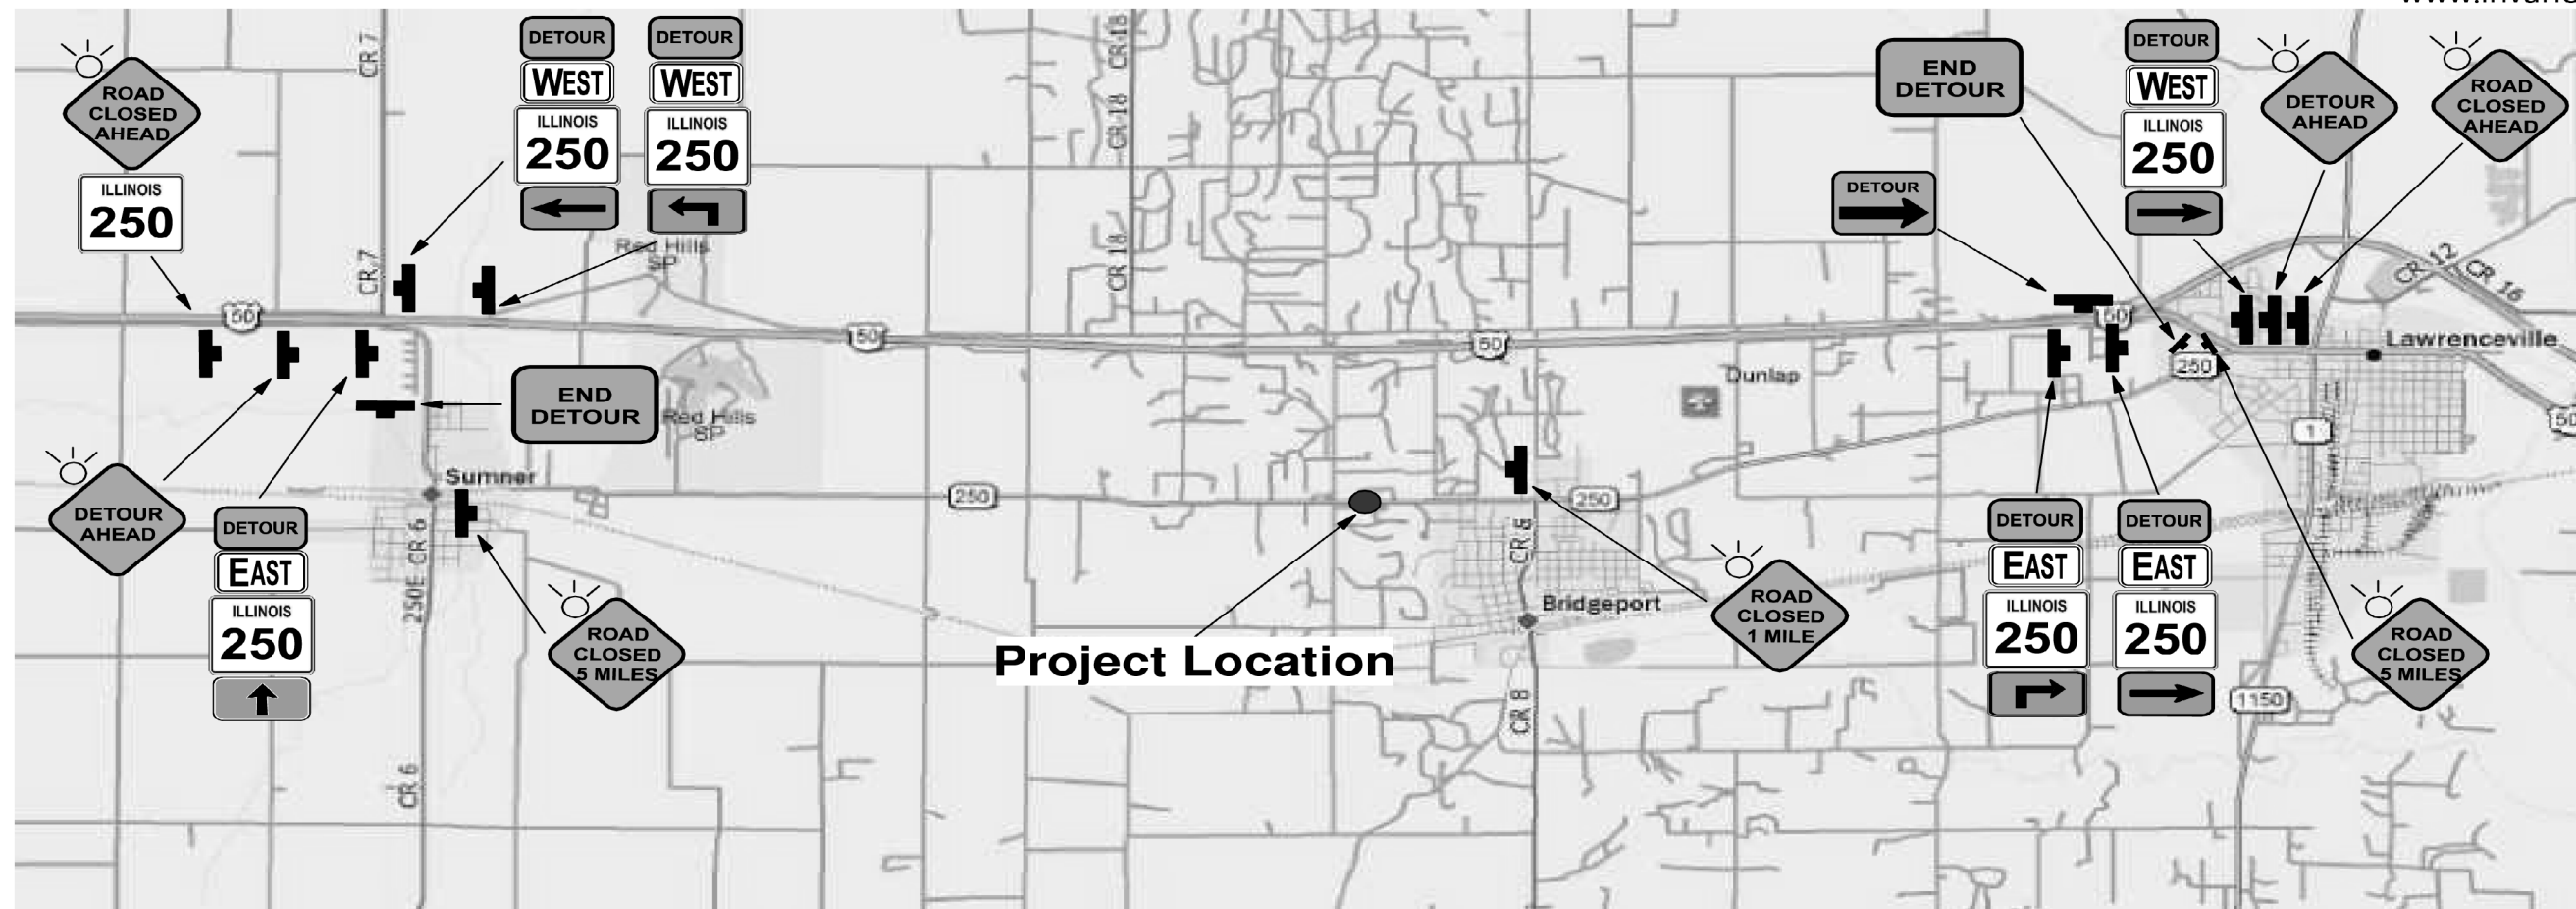 DETOUR
WEST
ILLINOIS
250
DETOUR
WEST
ILLINOIS
250
ROAD
CLOSED
AHEAD
ILLINOIS
250
END
DETOUR
DETOUR
WEST
ILLINOIS
250
DETOUR
AHEAD
ROAD
CLOSED
AHEAD
DETOUR
CR 7
CR 7
CR 18
CR 18
CR 18
Red Hills
SP
CR 12
CR 16
50
50
50
50
50
Lawrenceville
250
Dunlap
END
DETOUR
Red Hills
SP
1
Sumner
250
250
DETOUR
AHEAD
DETOUR
EAST
ILLINOIS
250
250E CR 6
CR 6
ROAD
CLOSED
5 MILES
Project Location
Bridgeport
CR 8
ROAD
CLOSED
1 MILE
DETOUR
EAST
ILLINOIS
250
DETOUR
EAST
ILLINOIS
250
ROAD
CLOSED
5 MILES
1150